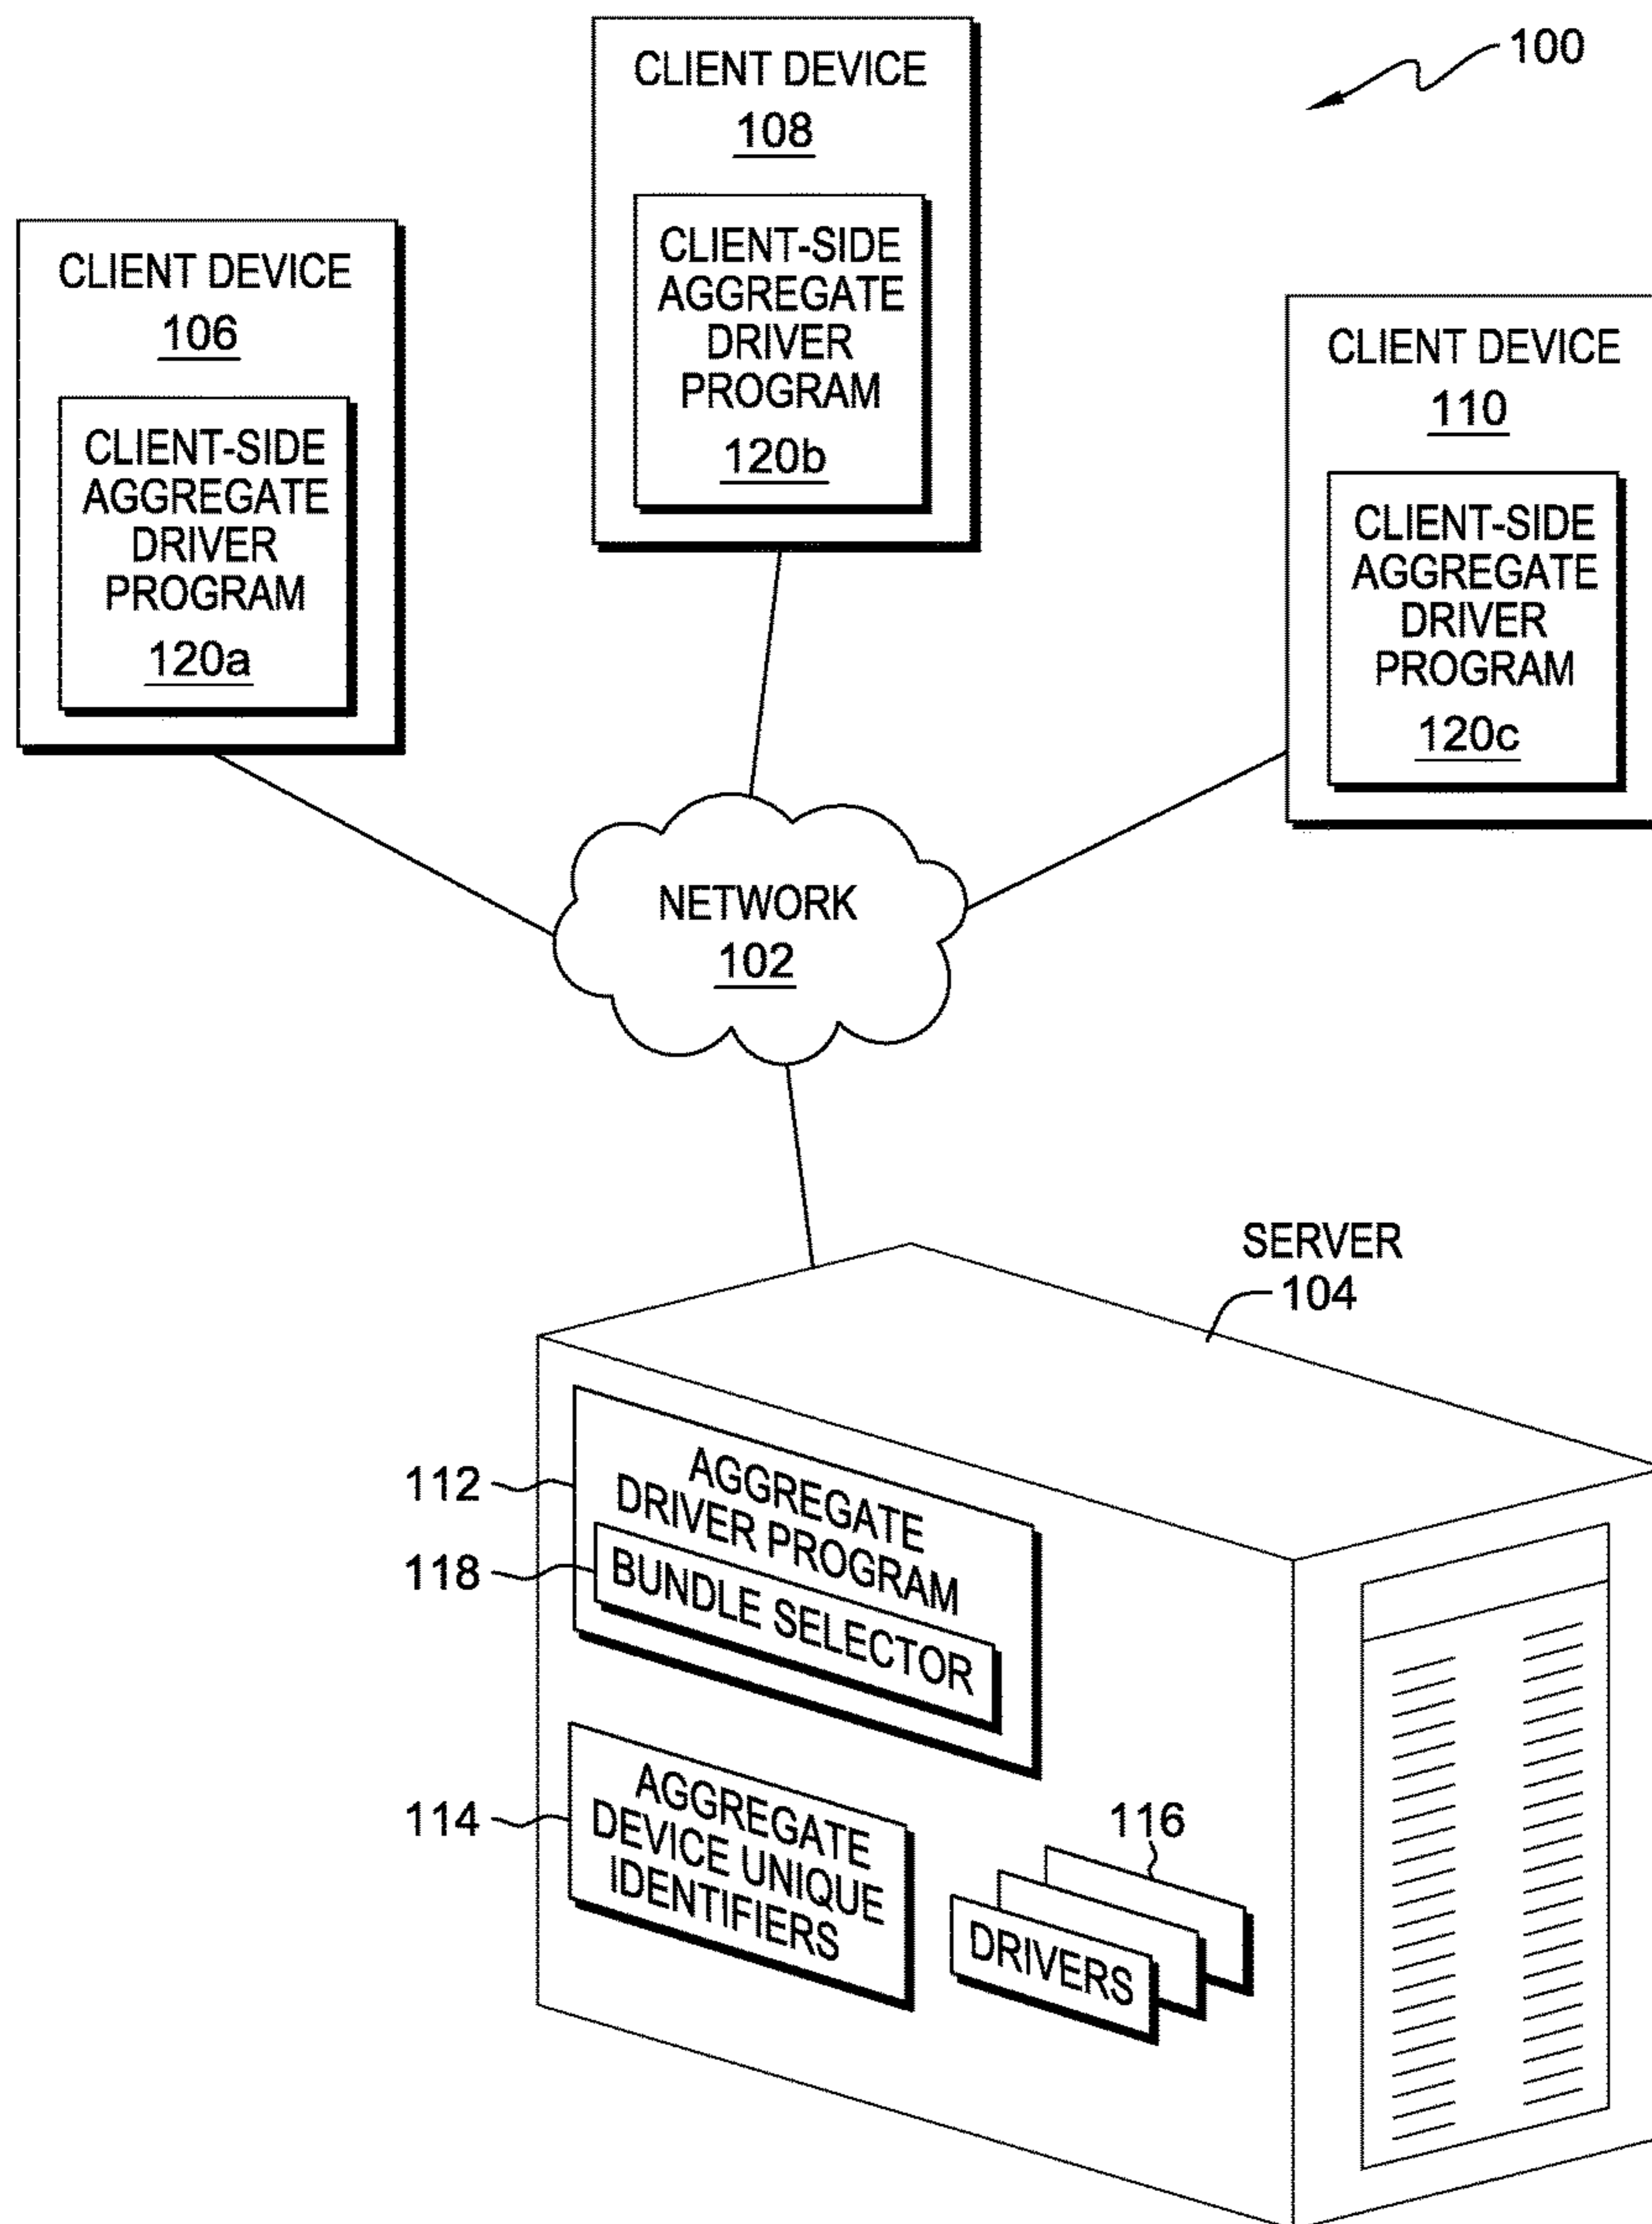 100
CLIENT DEVICE
108
CLIENT-SIDE
AGGREGATE
DRIVER
PROGRAM
120b
CLIENT DEVICE
106
CLIENT-SIDE
AGGREGATE
DRIVER
PROGRAM
120a
CLIENT DEVICE
110
CLIENT-SIDE
AGGREGATE
DRIVER
PROGRAM
120c
NETWORK
102
SERVER
104
112
AGGREGATE
DRIVER PROGRAM
118
BUNDLE SELECTOR
114
AGGREGATE
DEVICE UNIQUE
IDENTIFIERS
116
DRIVERS